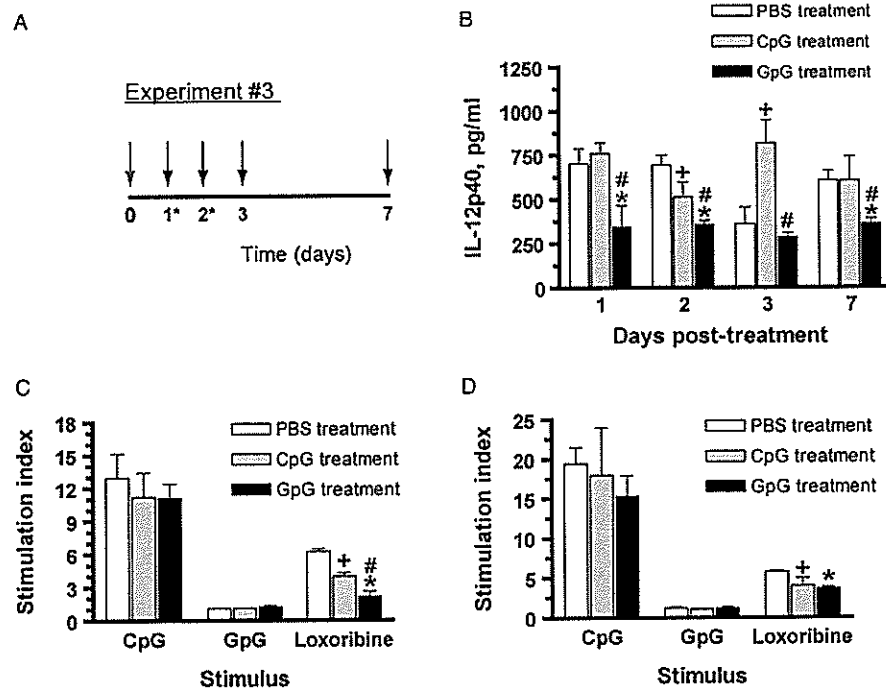 A
Experiment #3
0 1* 2* 3 7
Time (days)
B
PBS treatment
CpG treatment
GpG treatment
IL-12p40, pg/ml
1250
1000
750
500
250
0
+
#
*
+
#
*
+
#
#
*
1 2 3 7
Days post-treatment
C
PBS treatment
CpG treatment
GpG treatment
Stimulation index
18
15
12
9
6
3
0
+
#
*
CpG GpG Loxoribine
Stimulus
D
PBS treatment
CpG treatment
GpG treatment
Stimulation index
25
20
15
10
5
0
+
*
CpG GpG Loxoribine
Stimulus